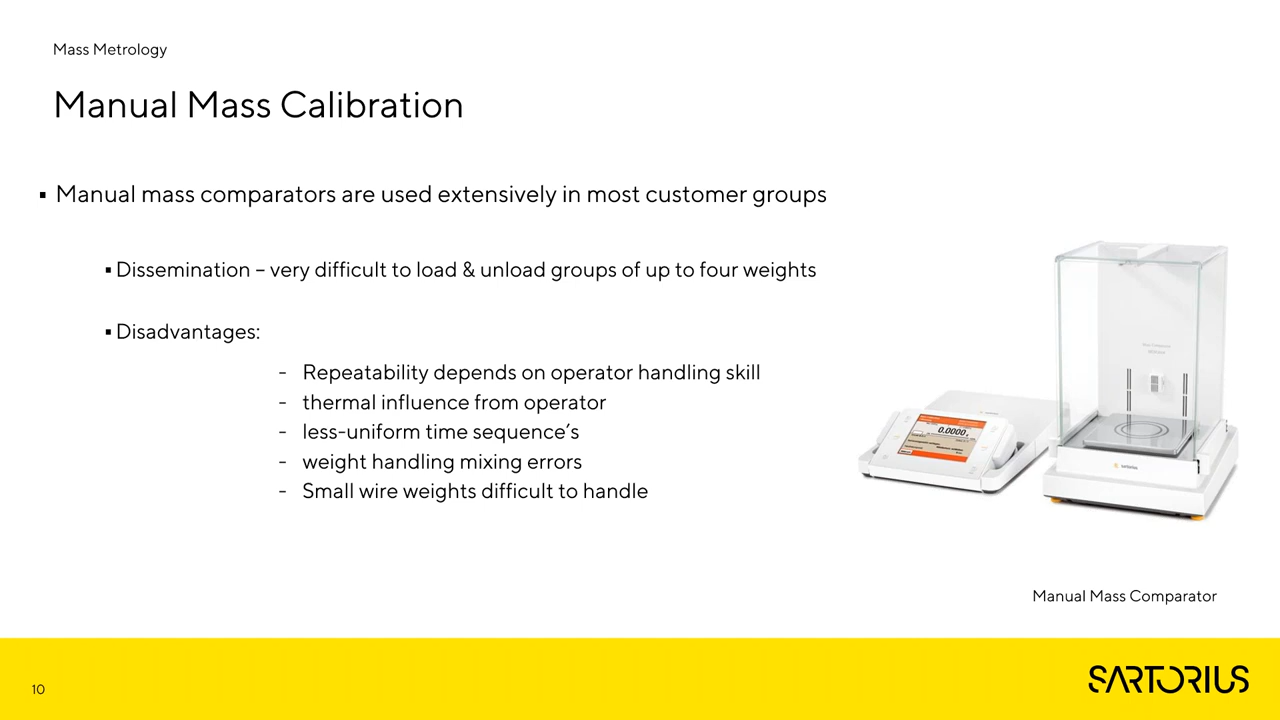 Mass Metrology
Manual Mass Calibration
▪ Manual mass comparators are used extensively in most customer groups
▪ Dissemination – very difficult to load & unload groups of up to four weights
▪ Disadvantages:
- Repeatability depends on operator handling skill
- thermal influence from operator
- less-uniform time sequence’s
- weight handling mixing errors
- Small wire weights difficult to handle
0.0000
sartorius
Manual Mass Comparator
10
SARTORIUS